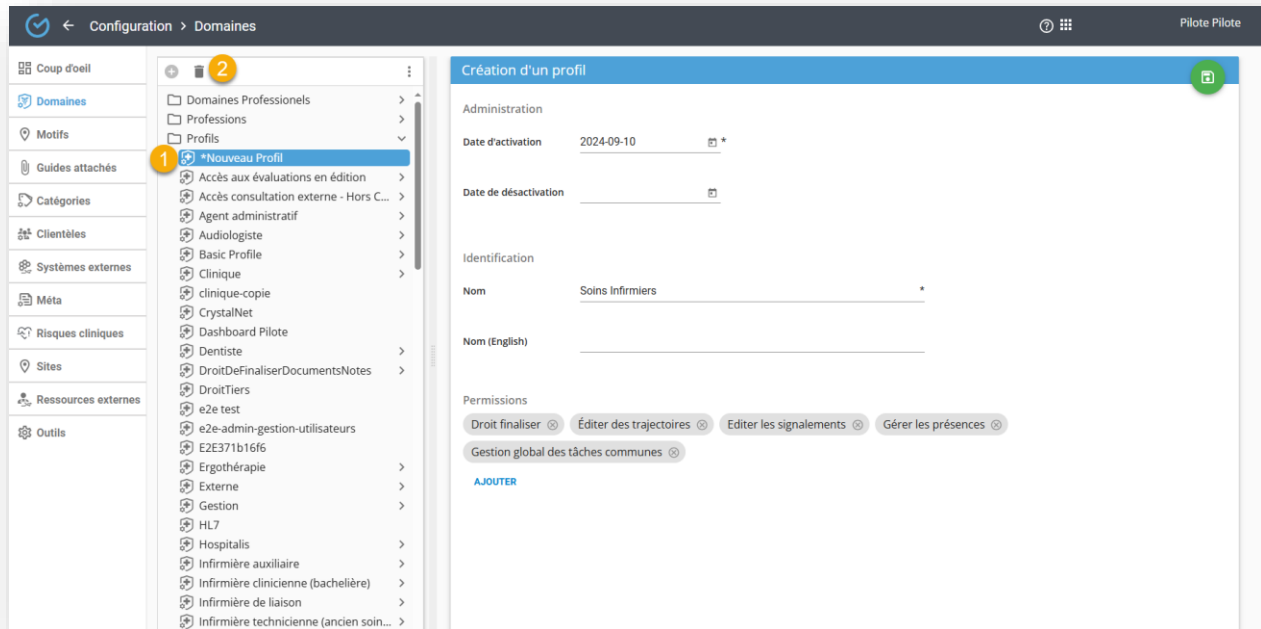 Configuration > Domaines
Pilote Pilote
Coup d'oeil
Domaines
Motifs
Guides attachés
Catégories
Clientèles
Systèmes externes
Méta
Risques cliniques
Sites
Ressources externes
Outils
2
Domaines Professionels
Professions
Profils
1
*Nouveau Profil
Accès aux évaluations en édition
Accès consultation externe - Hors C...
Agent administratif
Audiologiste
Basic Profile
Clinique
clinique-copie
CrystalNet
Dashboard Pilote
Dentiste
DroitDeFinaliserDocumentsNotes
DroitTiers
e2e test
e2e-admin-gestion-utilisateurs
E2E371b16f6
Ergothérapie
Externe
Gestion
HL7
Hospitalis
Infirmière auxiliaire
Infirmière clinicienne (bachelière)
Infirmière de liaison
Infirmière technicienne (ancien soin...
Création d'un profil
Administration
Date d'activation 2024-09-10 *
Date de désactivation
Identification
Nom Soins Infirmiers *
Nom (English)
Permissions
Droit finaliser Éditer des trajectoires Editer les signalements Gérer les présences
Gestion global des tâches communes
AJOUTER